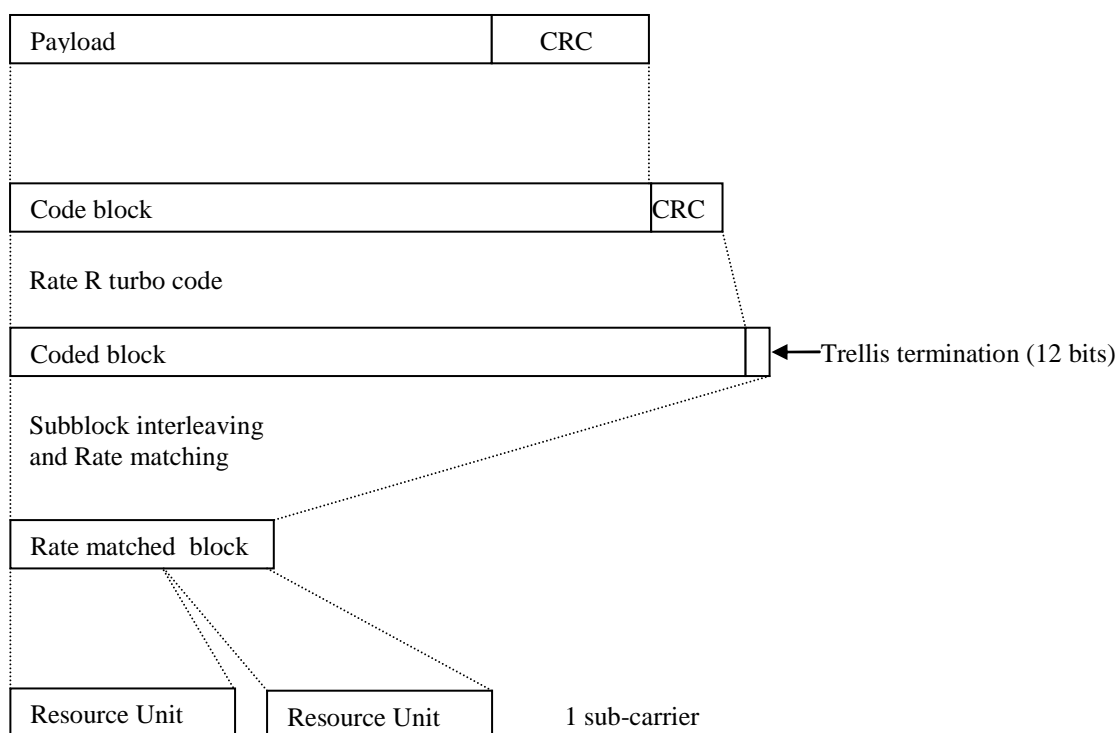 Payload CRC
Code block CRC
Rate R turbo code
Coded block Trellis termination (12 bits)
Subblock interleaving
and Rate matching
Rate matched block
Resource Unit Resource Unit 1 sub-carrier